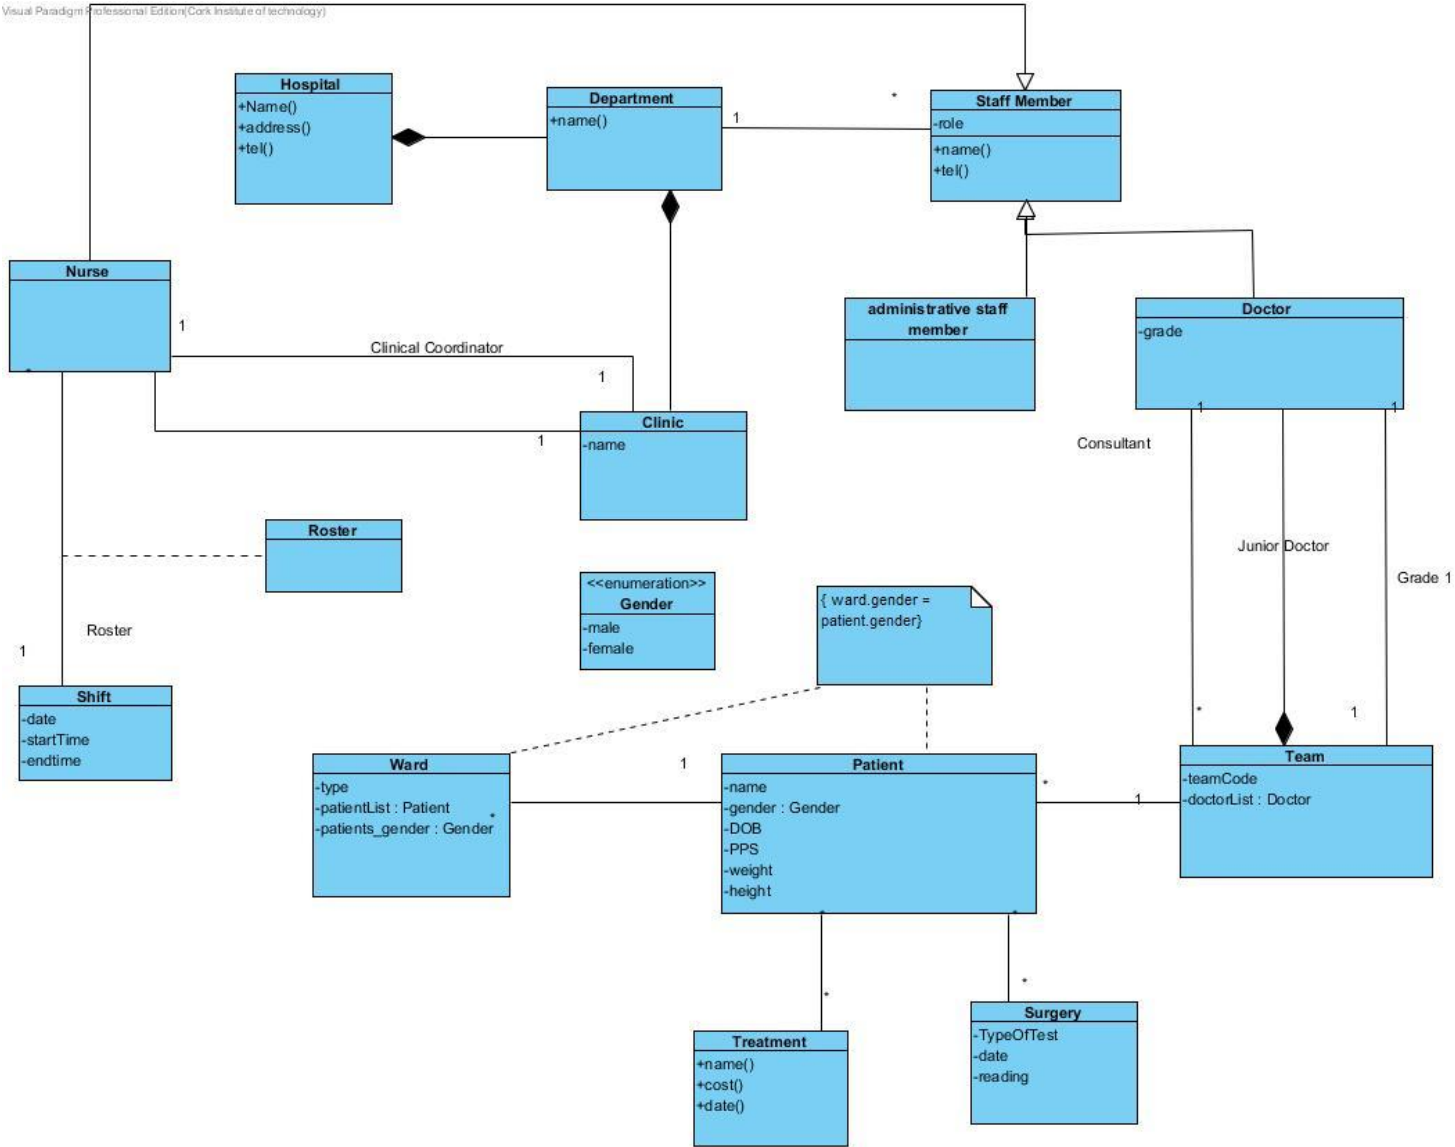 Visual Paradigm Professional Edition(Cork Institute of technology)
Hospital
+Name()
+address()
+tel()
Department
+name()
1
*
Staff Member
-role
+name()
+tel()
Nurse
*
1
Clinical Coordinator
1
1
Clinic
-name
administrative staff
member
Doctor
-grade
1
1
Consultant
Junior Doctor
Grade 1
Roster
Roster
1
Shift
-date
-startTime
-endtime
<<enumeration>>
Gender
-male
-female
{ ward.gender =
patient.gender}
*
1
Ward
-type
-patientList : Patient
-patients_gender : Gender
*
1
Patient
-name
-gender : Gender
-DOB
-PPS
-weight
-height
*
*
*
1
Team
-teamCode
-doctorList : Doctor
*
Treatment
+name()
+cost()
+date()
*
Surgery
-TypeOfTest
-date
-reading